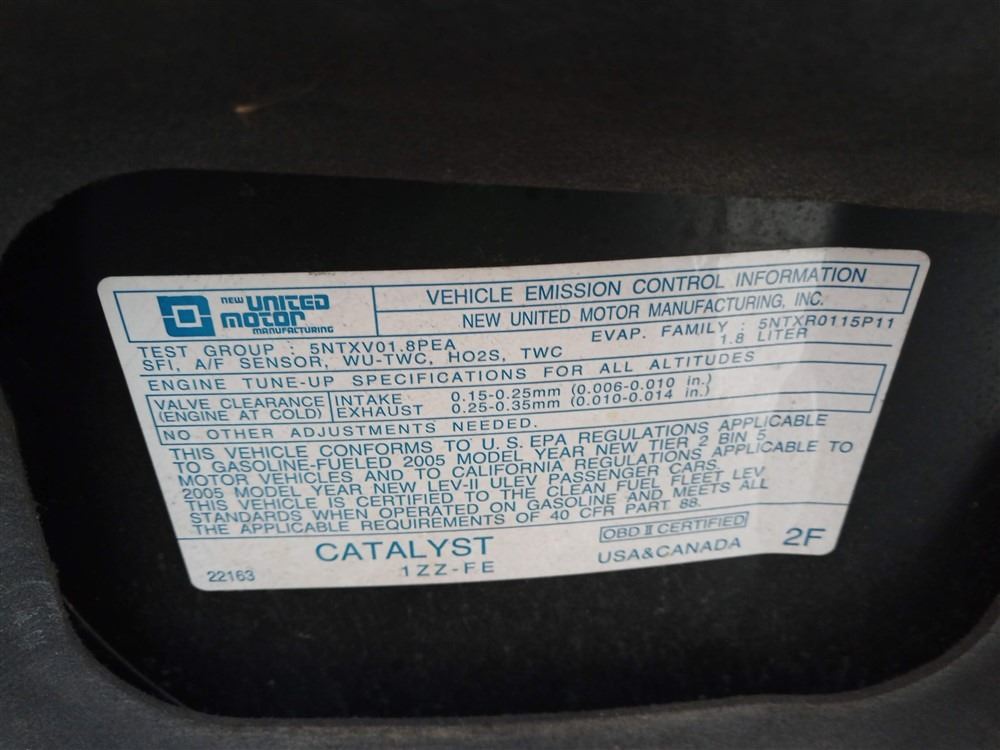 NEW UNITED
MOTOR
MANUFACTURING
VEHICLE EMISSION CONTROL INFORMATION
NEW UNITED MOTOR MANUFACTURING, INC.
TEST GROUP : 5NTXV01.8PEA EVAP. FAMILY : 5NTXR0115P11
SFI, A/F SENSOR, WU-TWC, HO2S, TWC 1.8 LITER
ENGINE TUNE-UP SPECIFICATIONS FOR ALL ALTITUDES
VALVE CLEARANCE INTAKE 0.15-0.25mm (0.006-0.010 in.)
(ENGINE AT COLD) EXHAUST 0.25-0.35mm (0.010-0.014 in.)
NO OTHER ADJUSTMENTS NEEDED.
THIS VEHICLE CONFORMS TO U.S. EPA REGULATIONS APPLICABLE
TO GASOLINE-FUELED 2005 MODEL YEAR NEW TIER 2 BIN 5
MOTOR VEHICLES AND TO CALIFORNIA REGULATIONS APPLICABLE TO
2005 MODEL YEAR NEW LEV-II ULEV PASSENGER CARS.
THIS VEHICLE IS CERTIFIED TO THE CLEAN FUEL FLEET LEV
STANDARDS WHEN OPERATED ON GASOLINE AND MEETS ALL
THE APPLICABLE REQUIREMENTS OF 40 CFR PART 88.
CATALYST OBD II CERTIFIED 2F
22163 1ZZ-FE USA&CANADA